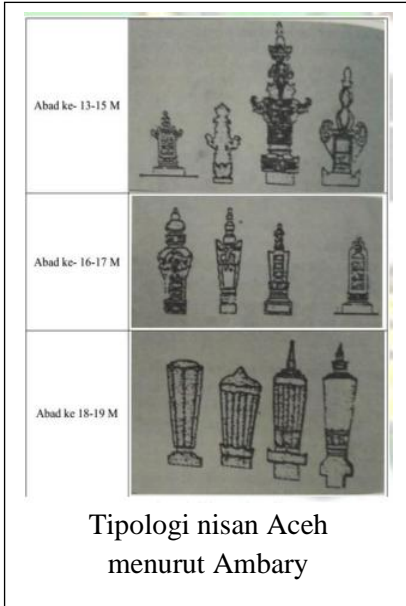 Abad ke- 13-15 M
Abad ke- 16-17 M
Abad ke 18-19 M
Tipologi nisan Aceh
menurut Ambary